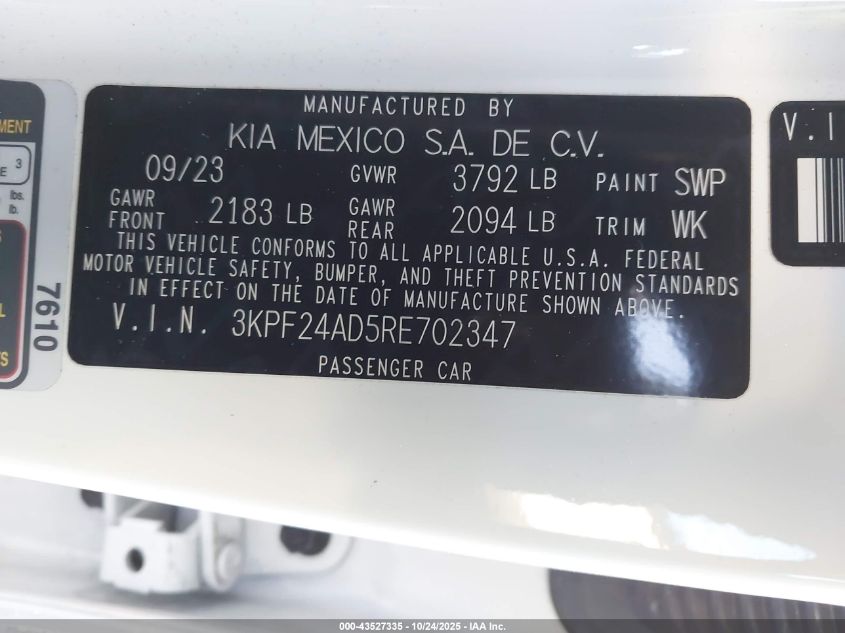 MANUFACTURED BY
KIA MEXICO S.A. DE C.V.
09/23 GVWR 3792 LB PAINT SWP
GAWR FRONT 2183 LB GAWR REAR 2094 LB TRIM WK
THIS VEHICLE CONFORMS TO ALL APPLICABLE U.S.A. FEDERAL
MOTOR VEHICLE SAFETY, BUMPER, AND THEFT PREVENTION STANDARDS
IN EFFECT ON THE DATE OF MANUFACTURE SHOWN ABOVE.
V.I.N. 3KPF24AD5RE702347
PASSENGER CAR
3
lbs.
lb.
7610
V.I
000-43527335 - 10/24/2025 - IAA Inc.